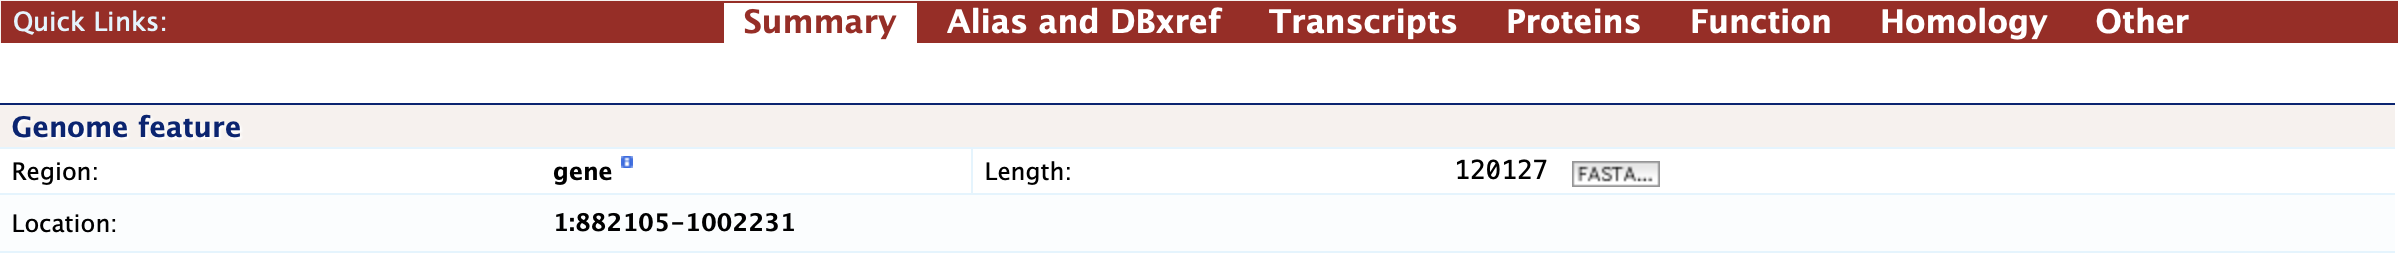 Quick Links: Summary Alias and DBxref Transcripts Proteins Function Homology Other
Genome feature
Region: gene i Length: 120127 FASTA...
Location: 1:882105-1002231